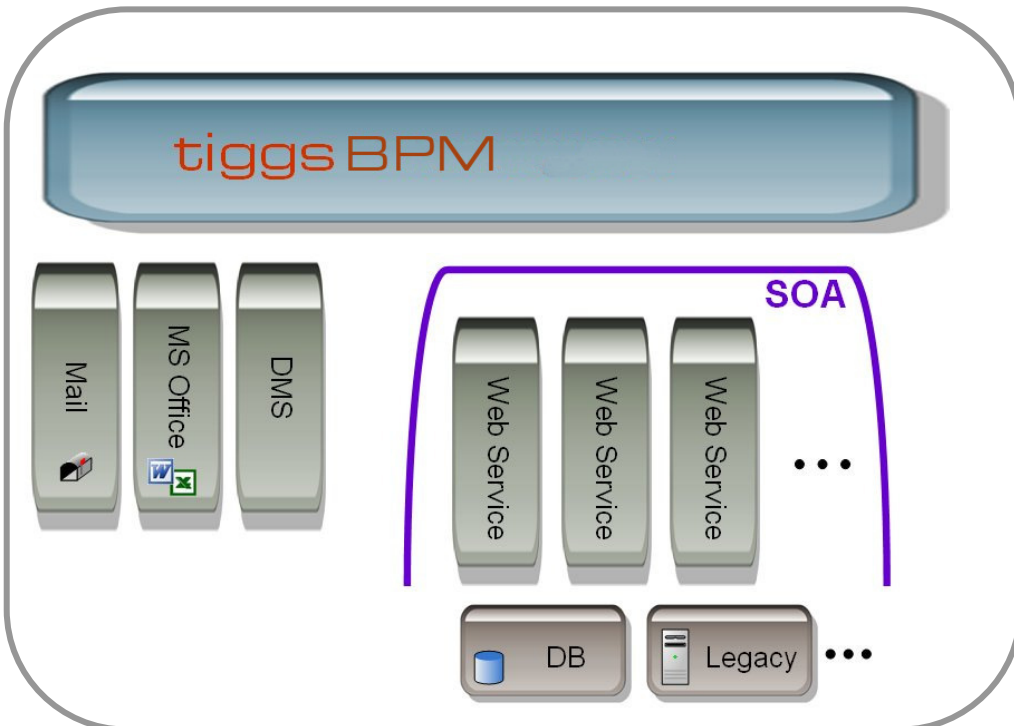 tiggs BPM
SOA
Mail
MS Office
DMS
Web Service
Web Service
Web Service
...
DB
Legacy
...